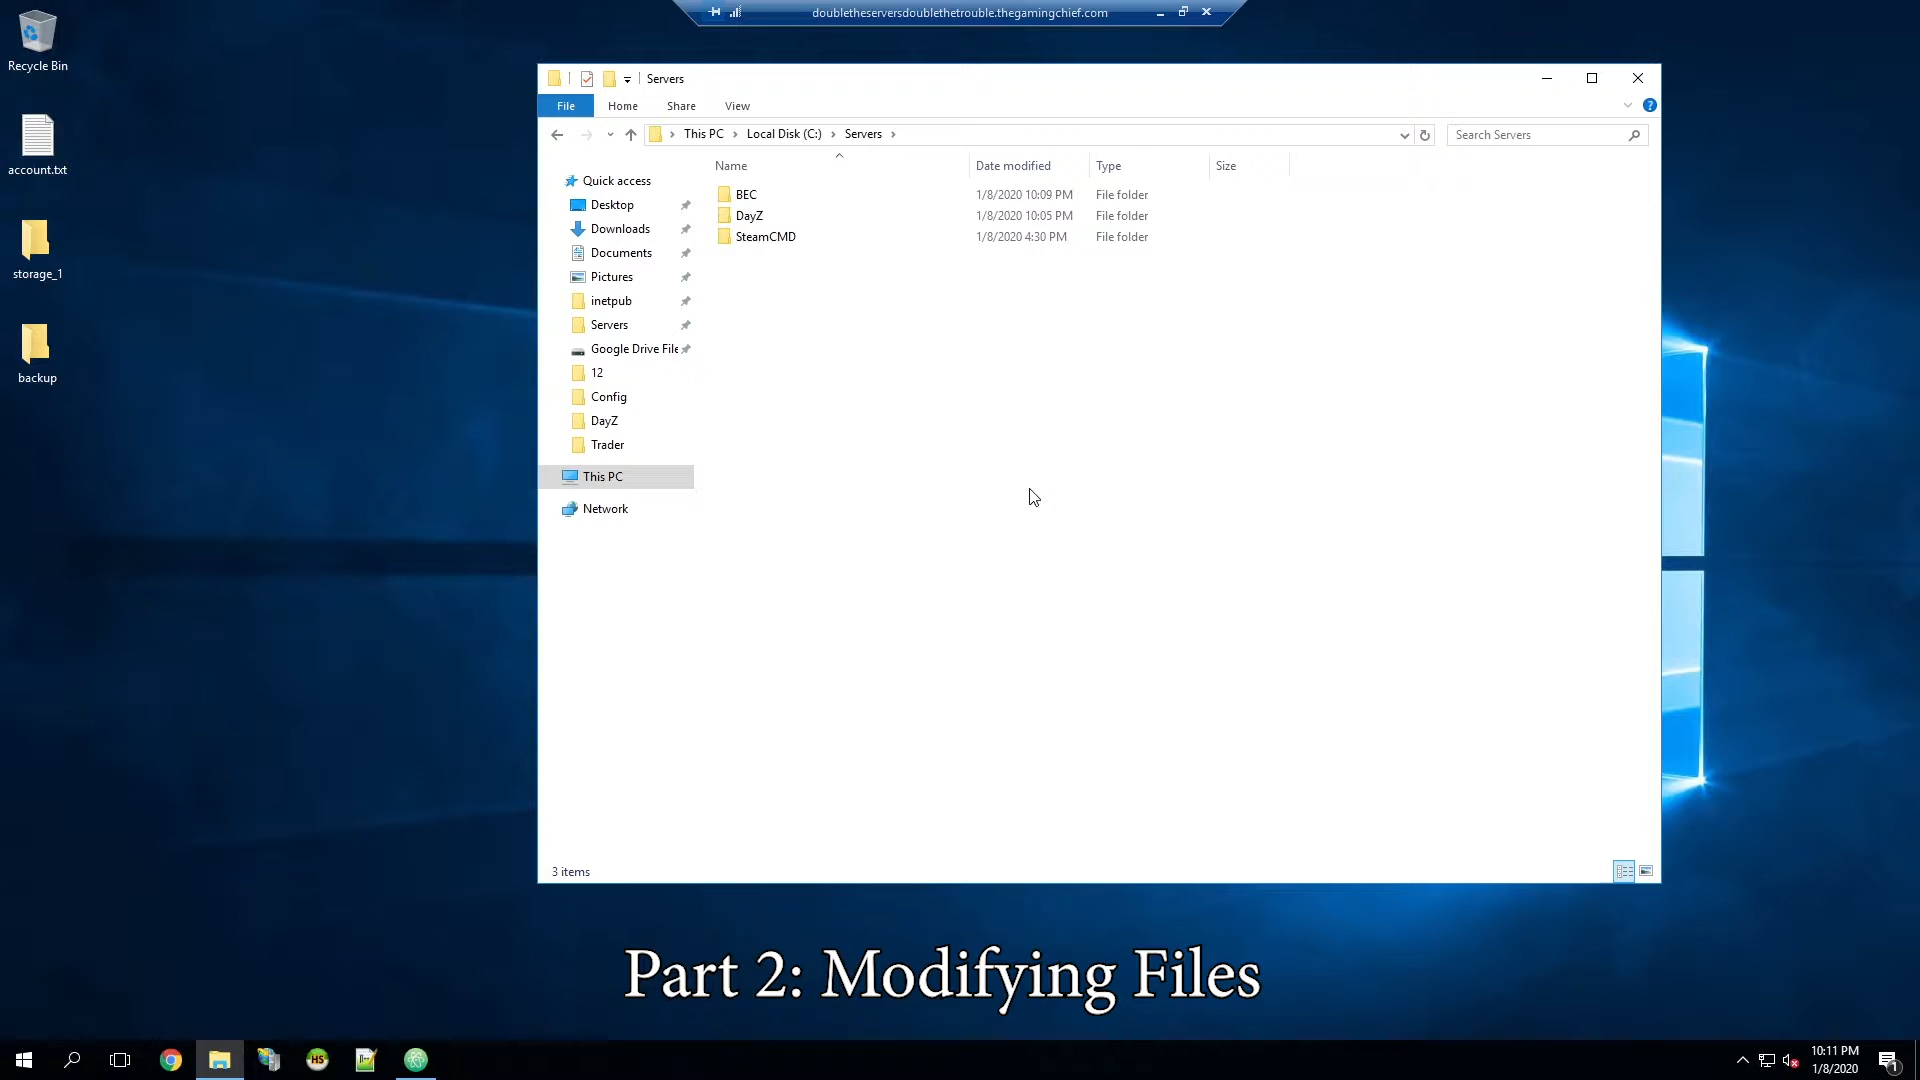 doubletheserversdoublethetrouble.thegamingchief.com
Recycle Bin
account.txt
storage_1
backup
Servers
File Home Share View
This PC Local Disk (C:) Servers
Search Servers
Name Date modified Type Size
Quick access
Desktop
Downloads
Documents
Pictures
inetpub
Servers
Google Drive File
12
Config
DayZ
Trader
This PC
Network
BEC 1/8/2020 10:09 PM File folder
DayZ 1/8/2020 10:05 PM File folder
SteamCMD 1/8/2020 4:30 PM File folder
3 items
Part 2: Modifying Files
HS
10:11 PM
1/8/2020
1